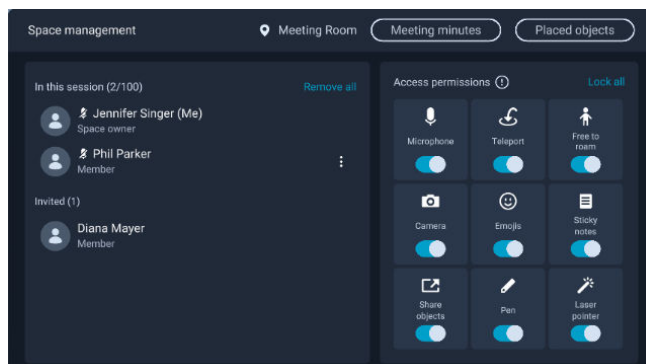 Space management
Meeting Room
Meeting minutes
Placed objects
In this session (2/100)
Remove all
Jennifer Singer (Me)
Space owner
Phil Parker
Member
Invited (1)
Diana Mayer
Member
Access permissions
Lock all
Microphone
Teleport
Free to
roam
Camera
Emojis
Sticky
notes
Share
objects
Pen
Laser
pointer